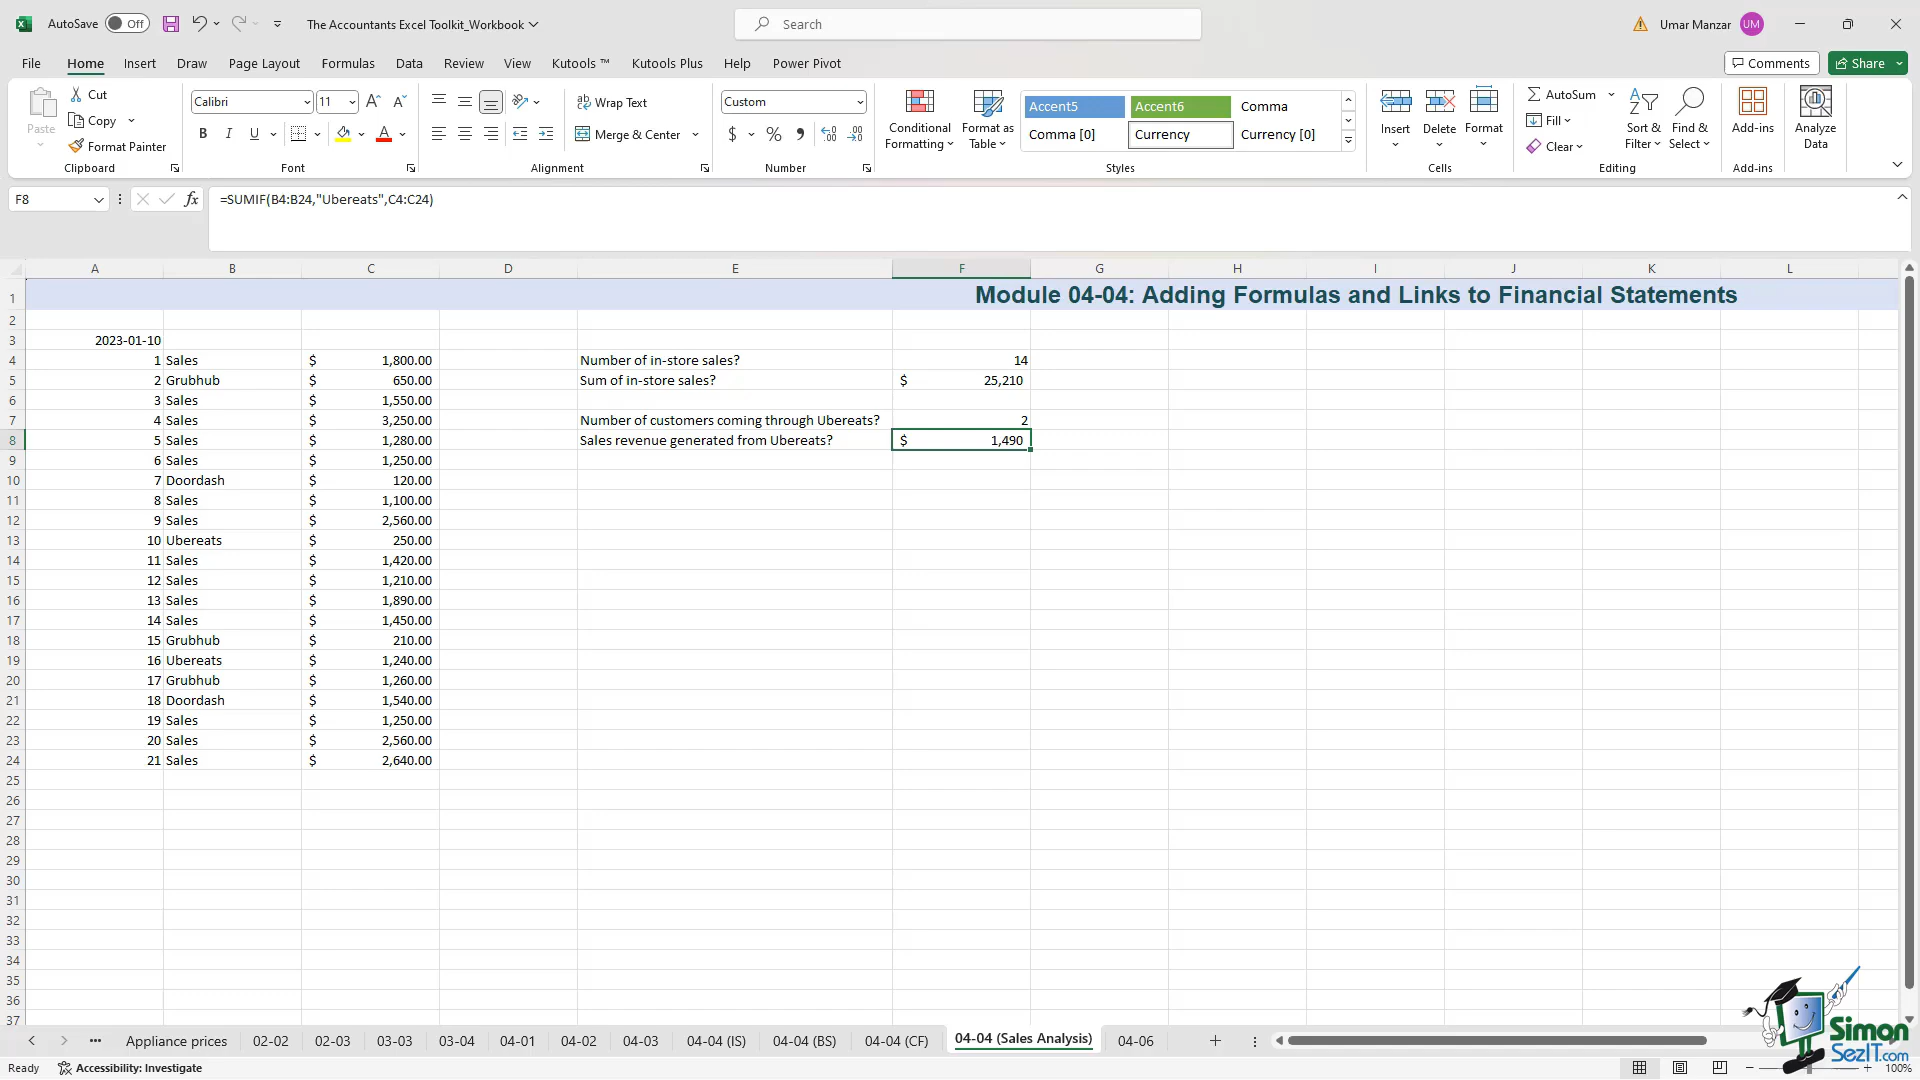 AutoSave Off The Accountants Excel Toolkit_Workbook Search Umar Manzar UM
File Home Insert Draw Page Layout Formulas Data Review View Kutools ™ Kutools Plus Help Power Pivot Comments Share
Paste Cut Copy Format Painter Clipboard
Calibri 11 B I U A Font
Wrap Text Merge & Center Alignment
Custom $ % Number
Conditional Formatting Format as Table
Accent5 Accent6 Comma
Comma [0] Currency Currency [0]
Styles
Insert Delete Format Cells
AutoSum Fill Clear Sort & Filter Find & Select Editing
Add-ins Add-ins
Analyze Data
F8 fx =SUMIF(B4:B24,"Ubereats",C4:C24)
A B C D E F G H I J K L
1 Module 04-04: Adding Formulas and Links to Financial Statements
2
3 2023-01-10
4 1 Sales $ 1,800.00 Number of in-store sales? 14
5 2 Grubhub $ 650.00 Sum of in-store sales? $ 25,210
6 3 Sales $ 1,550.00
7 4 Sales $ 3,250.00 Number of customers coming through Ubereats? 2
8 5 Sales $ 1,280.00 Sales revenue generated from Ubereats? $ 1,490
9 6 Sales $ 1,250.00
10 7 Doordash $ 120.00
11 8 Sales $ 1,100.00
12 9 Sales $ 2,560.00
13 10 Ubereats $ 250.00
14 11 Sales $ 1,420.00
15 12 Sales $ 1,210.00
16 13 Sales $ 1,890.00
17 14 Sales $ 1,450.00
18 15 Grubhub $ 210.00
19 16 Ubereats $ 1,240.00
20 17 Grubhub $ 1,260.00
21 18 Doordash $ 1,540.00
22 19 Sales $ 1,250.00
23 20 Sales $ 2,560.00
24 21 Sales $ 2,640.00
25
26
27
28
29
30
31
32
33
34
35
36
37
Appliance prices 02-02 02-03 03-03 03-04 04-01 04-02 04-03 04-04 (IS) 04-04 (BS) 04-04 (CF) 04-04 (Sales Analysis) 04-06
Simon
SezIT.com
Ready Accessibility: Investigate 100%